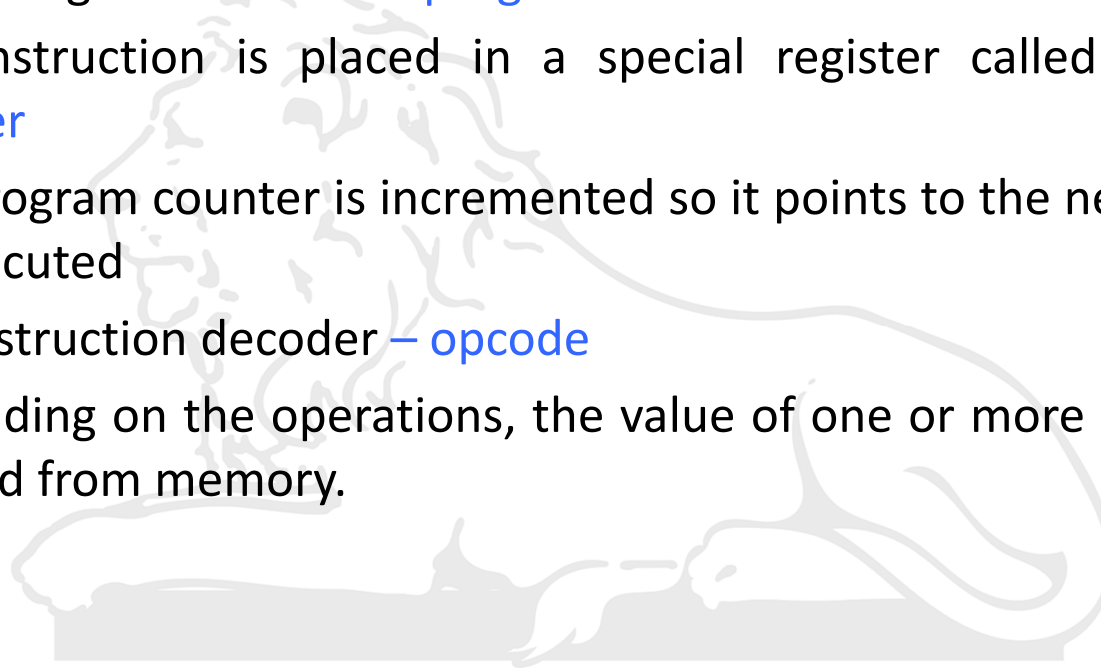 nstruction is placed in a special register called
er
rogram counter is incremented so it points to the ne
cuted
struction decoder – opcode
ding on the operations, the value of one or more
d from memory.